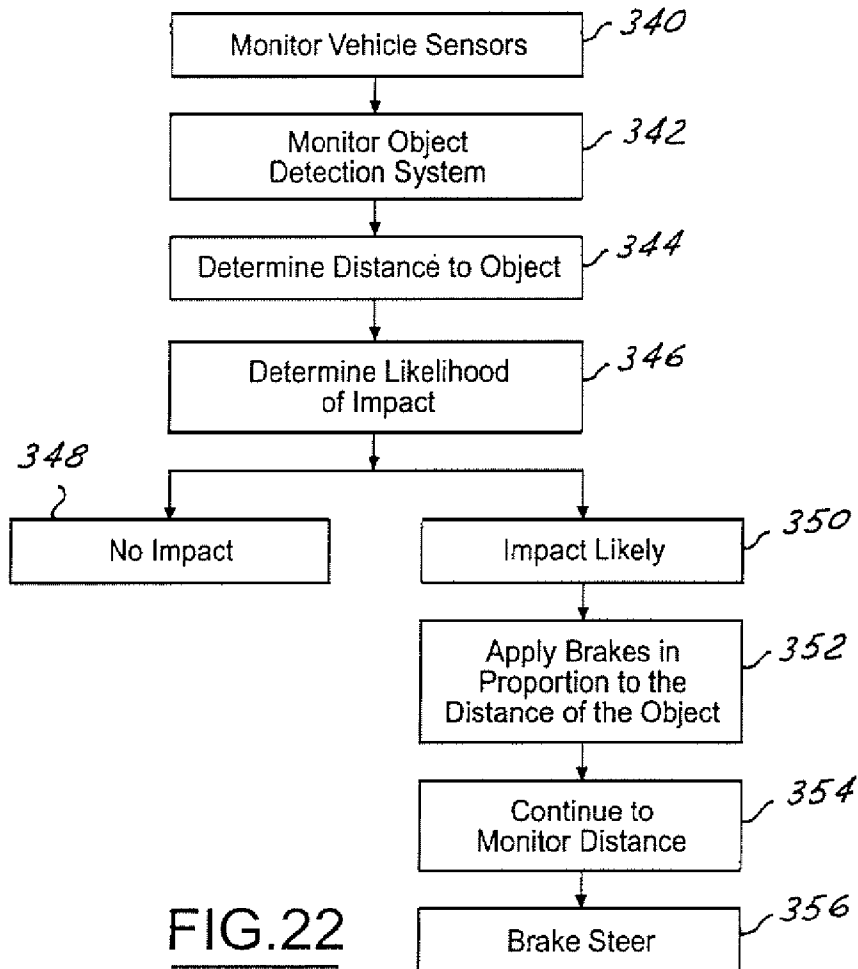 340
Monitor Vehicle Sensors
342
Monitor Object
Detection System
344
Determine Distance to Object
346
Determine Likelihood
of Impact
348
No Impact
350
Impact Likely
352
Apply Brakes in
Proportion to the
Distance of the Object
354
Continue to
Monitor Distance
356
Brake Steer
FIG.22